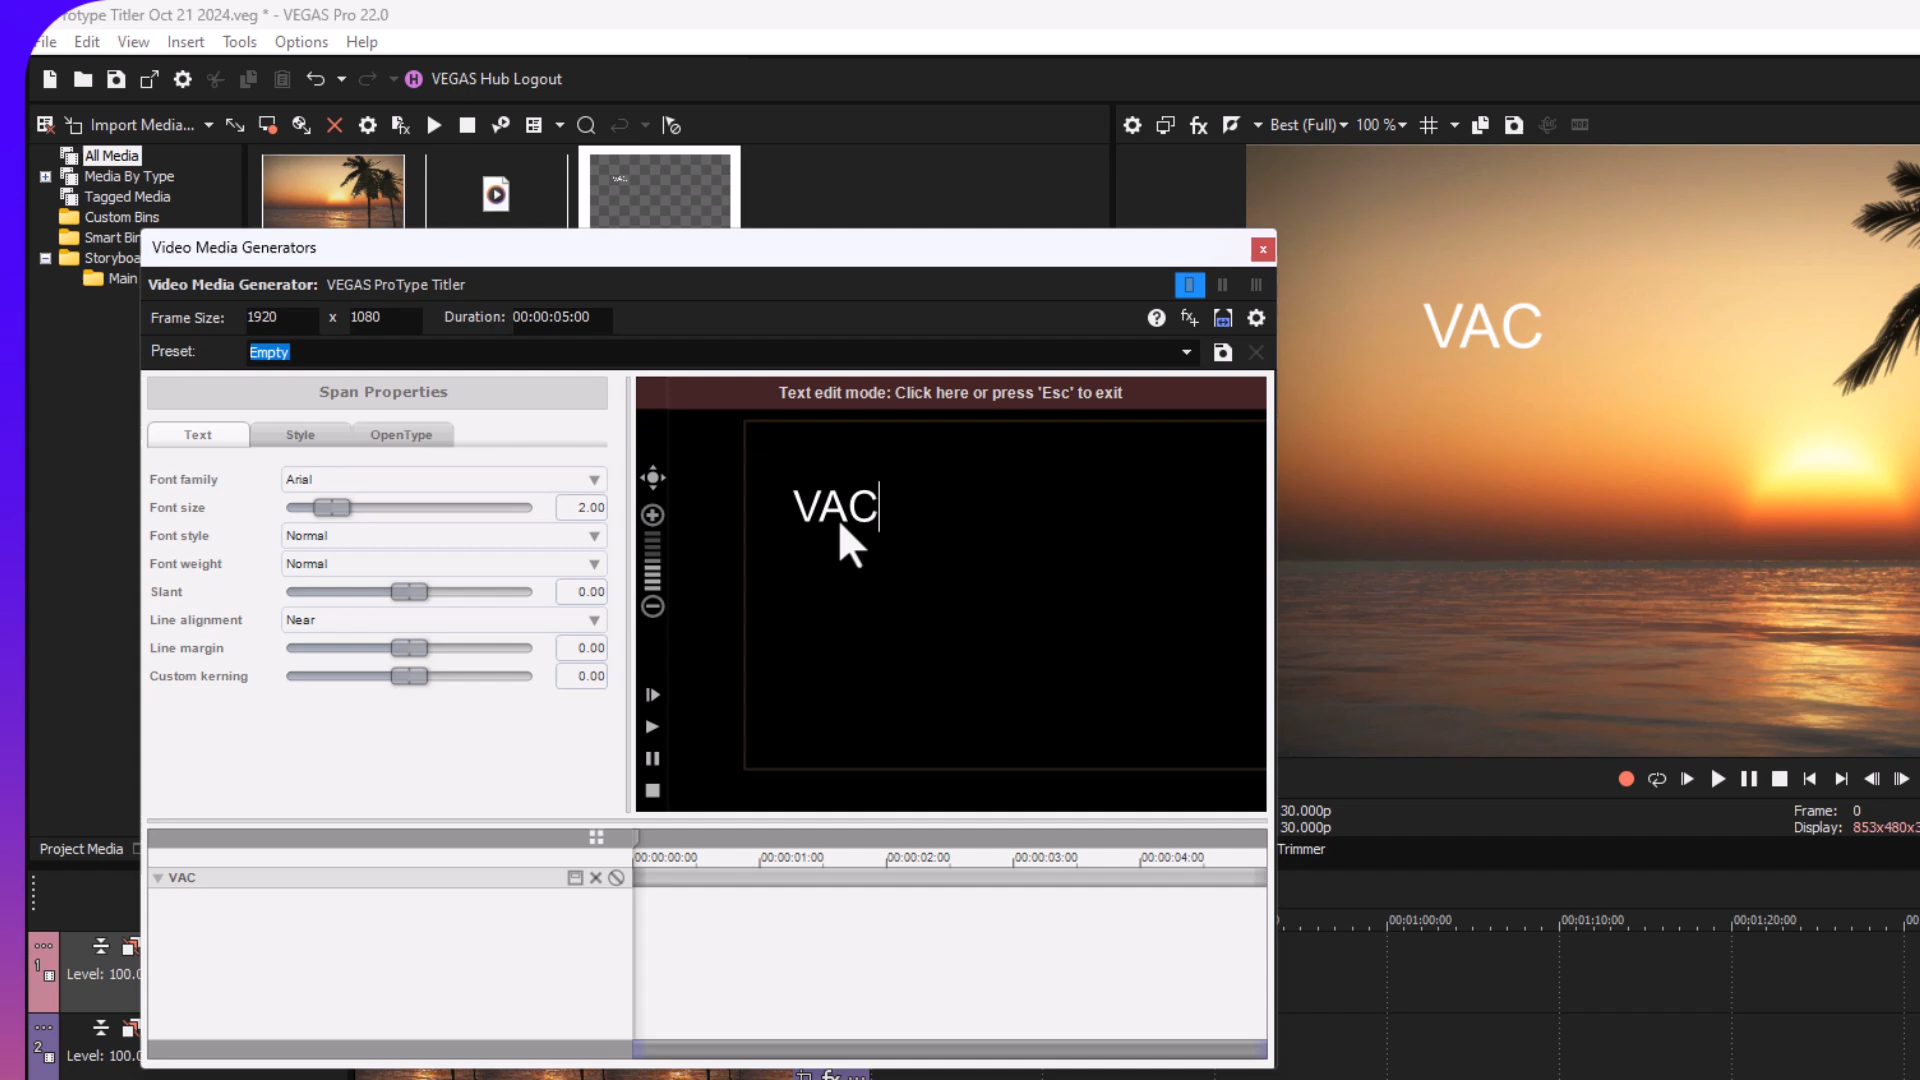 rototype Titler Oct 21 2024.veg * - VEGAS Pro 22.0
File Edit View Insert Tools Options Help
VEGAS Hub Logout
Import Media...
Best (Full) 100 %
All Media
Media By Type
Tagged Media
Custom Bins
Smart Bin
Storyboa
Main
VAC
Video Media Generators
x
Video Media Generator: VEGAS ProType Titler
Frame Size: 1920 x 1080 Duration: 00:00:05:00
Preset: Empty
Span Properties
Text Style OpenType
Font family Arial
Font size 2.00
Font style Normal
Font weight Normal
Slant 0.00
Line alignment Near
Line margin 0.00
Custom kerning 0.00
Text edit mode: Click here or press 'Esc' to exit
VAC
VAC
30.000p
30.000p
Frame: 0
Display: 853x480x3
Project Media
Trimmer
00:00:00:00 00:00:01:00 00:00:02:00 00:00:03:00 00:00:04:00
VAC
00:01:00:00 00:01:10:00 00:01:20:00 00
1
Level: 100.0
2
Level: 100.0